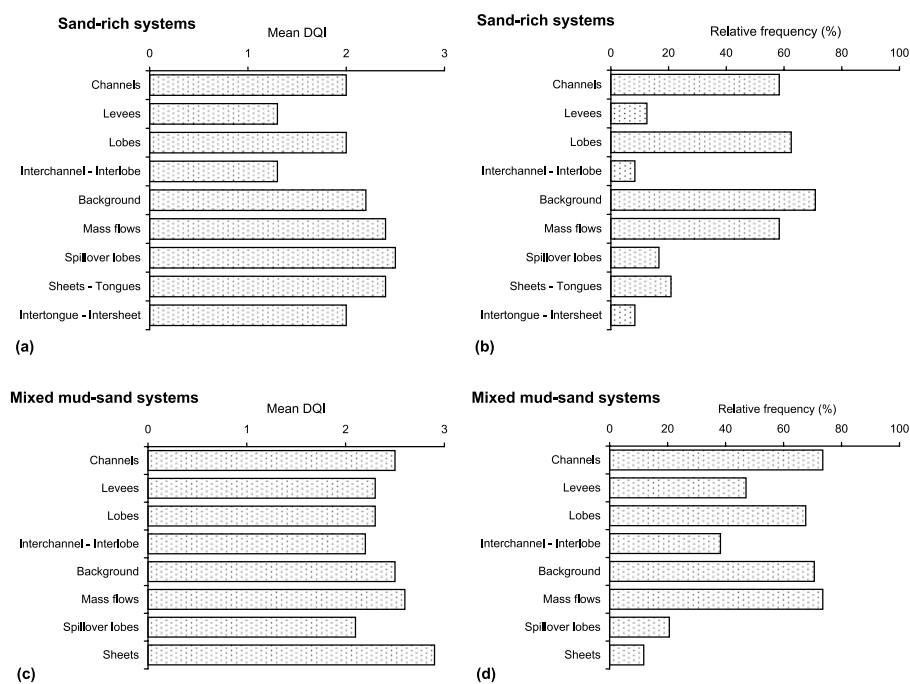 Sand-rich systems
Mean DQI
0 1 2 3
Channels
Levees
Lobes
Interchannel - Interlobe
Background
Mass flows
Spillover lobes
Sheets - Tongues
Intertongue - Intersheet
(a)
Sand-rich systems
Relative frequency (%)
0 20 40 60 80 100
Channels
Levees
Lobes
Interchannel - Interlobe
Background
Mass flows
Spillover lobes
Sheets - Tongues
Intertongue - Intersheet
(b)
Mixed mud-sand systems
Mean DQI
0 1 2 3
Channels
Levees
Lobes
Interchannel - Interlobe
Background
Mass flows
Spillover lobes
Sheets
(c)
Mixed mud-sand systems
Relative frequency (%)
0 20 40 60 80 100
Channels
Levees
Lobes
Interchannel - Interlobe
Background
Mass flows
Spillover lobes
Sheets
(d)